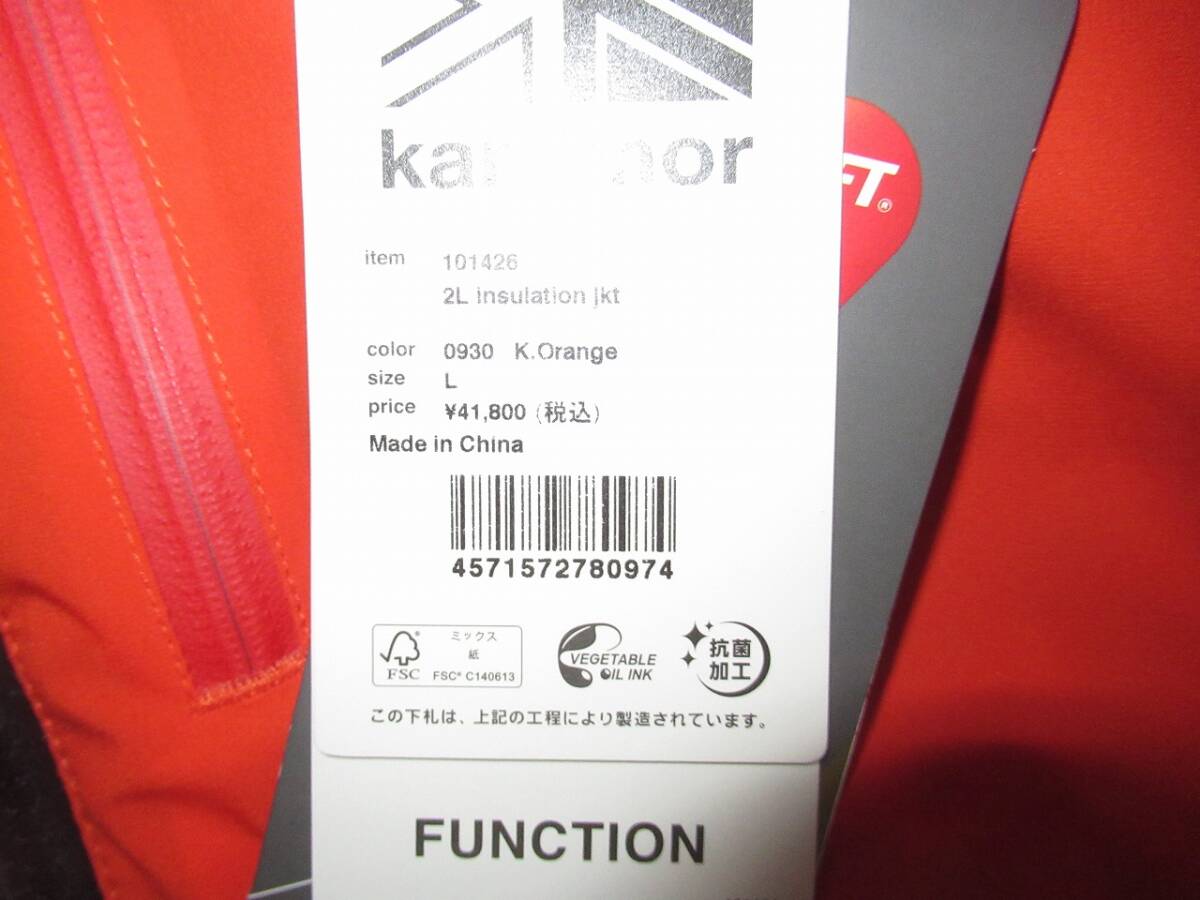 karrimor
FT®
item 101426
2L insulation jkt
color 0930 K.Orange
size L
price ¥41,800 (税込)
Made in China
4571572780974
FSC
ミックス
紙
FSC® C140613
VEGETABLE
OIL INK
抗菌
加工
この下札は、上記の工程により製造されています。
FUNCTION